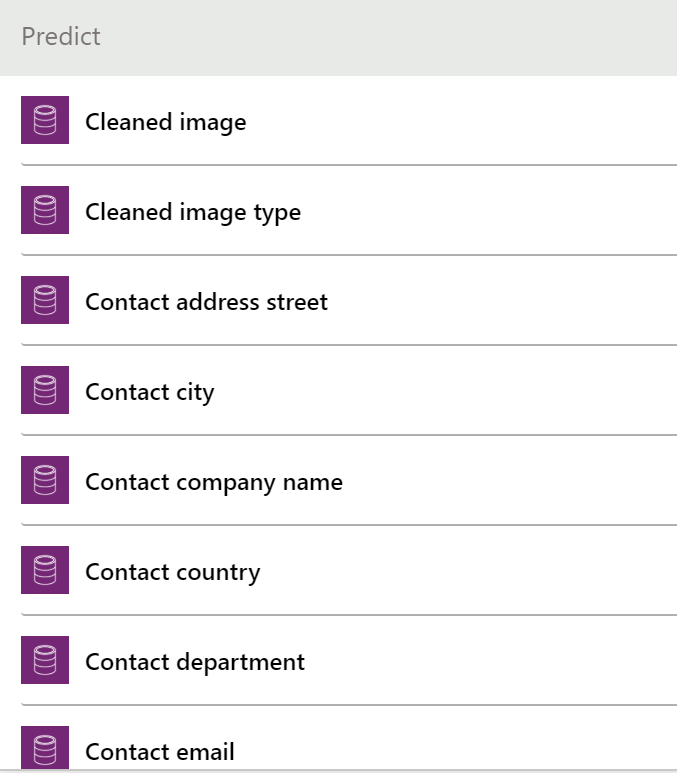 Predict
Cleaned image
Cleaned image type
Contact address street
Contact city
Contact company name
Contact country
Contact department
Contact email